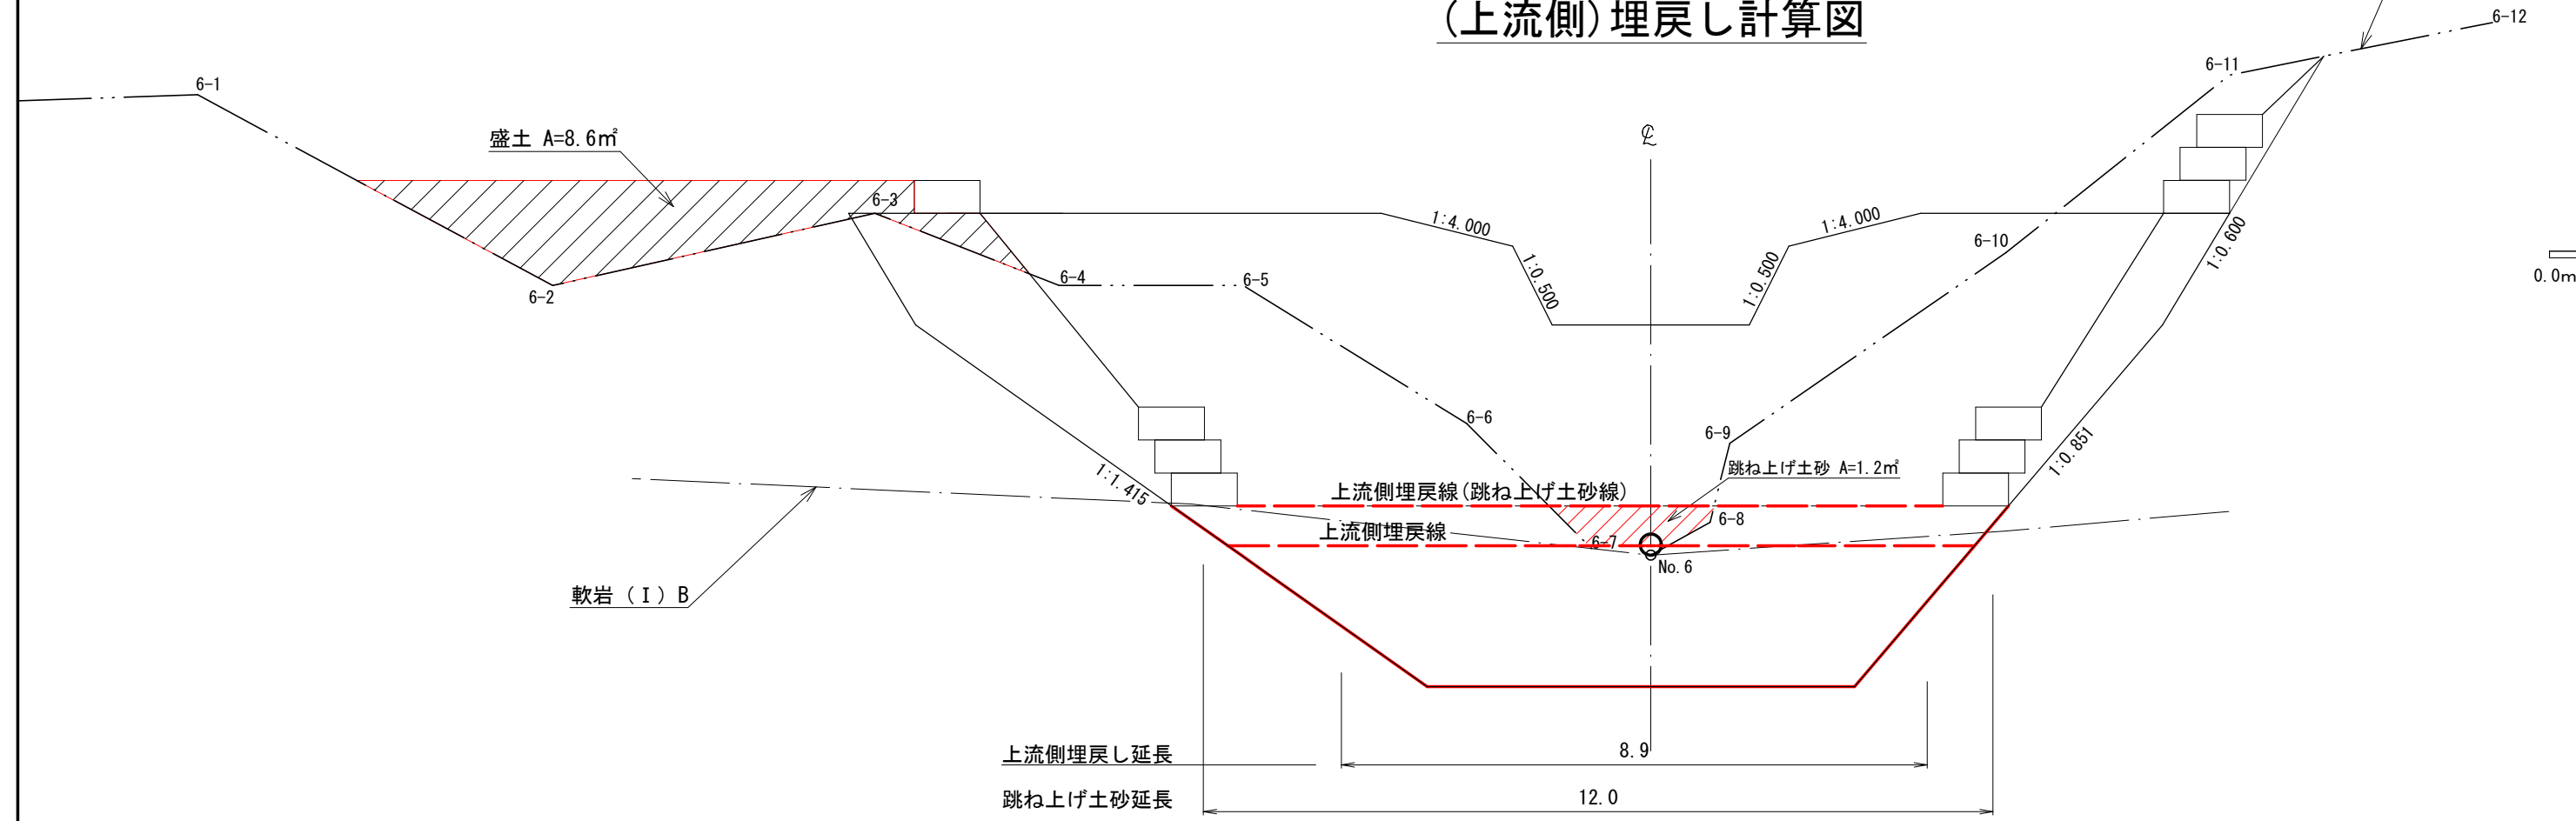 (上流側)埋戻し計算図
6-12
6-11
6-1
盛土 A=8.6㎡
℄
6-3
1:4.000
1:4.000
6-10
1:0.600
6-2
6-4
6-5
1:0.500
1:0.500
0.0m
6-6
6-9
跳ね上げ土砂 A=1.2㎡
1:0.851
1:1.415
上流側埋戻線(跳ね上げ土砂線)
6-8
上流側埋戻線
6-7
No.6
軟岩(Ⅰ)B
上流側埋戻し延長
8.9
跳ね上げ土砂延長
12.0